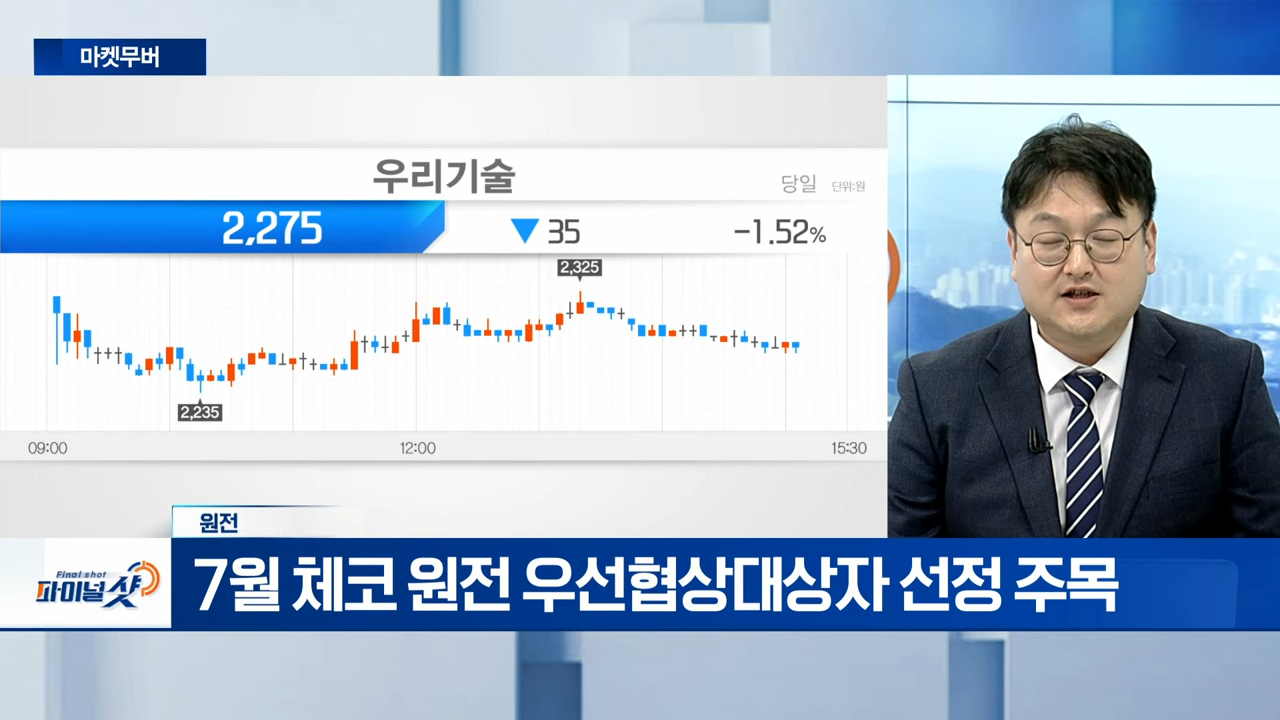 마켓무버
우리기술
당일 단위:원
2,275 ▼ 35 -1.52%
2,325
2,235
09:00 12:00 15:30
원전
Final shot
파이널샷
7월 체코 원전 우선협상대상자 선정 주목